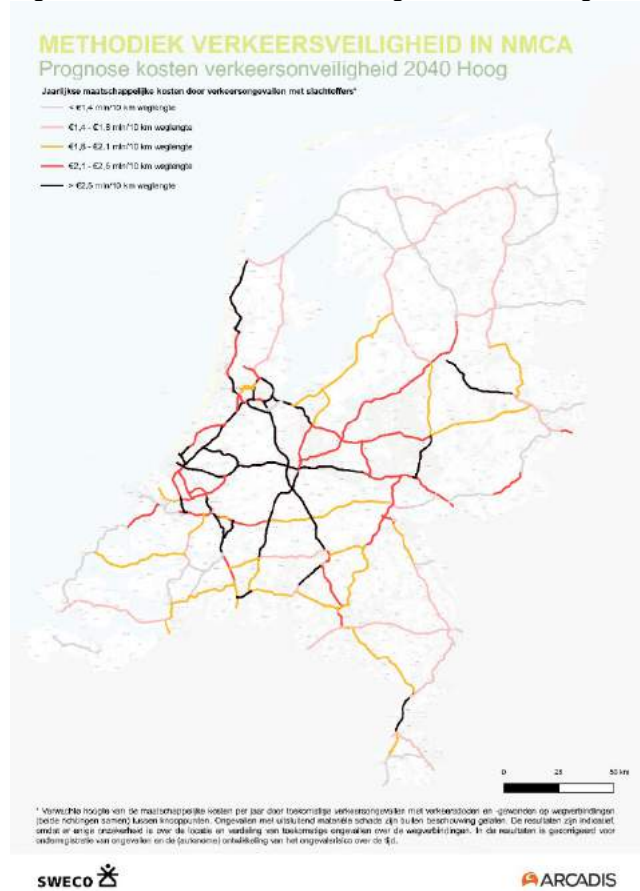 METHODIEK VERKEERSVEILIGHEID IN NMCA
Prognose kosten verkeersonveiligheid 2040 Hoog
Jaarlijkse maatschappelijke kosten door verkeersongevallen met slachtoffers*
< €1,4 mln/10 km weglengte
€1,4 - €1,8 mln/10 km weglengte
€1,8 - €2,1 mln/10 km weglengte
€2,1 - €2,5 mln/10 km weglengte
> €2,5 mln/10 km weglengte
0 25 50 km
* Verwachte hoogte van de maatschappelijke kosten per jaar door toekomstige verkeersongevallen met verkeersdoden en -gewonden op wegverbindingen
(beide richtingen samen) tussen knooppunten. Ongevallen met uitsluitend materiële schade zijn buiten beschouwing gelaten. De resultaten zijn indicatief,
omdat er enige onzekerheid is over de locatie en verdeling van toekomstige ongevallen over de wegverbindingen. In de resultaten is gecorrigeerd voor
onderregistratie van ongevallen en de (autonome) ontwikkeling van het ongevalsrisico over de tijd.
SWECO
ARCADIS